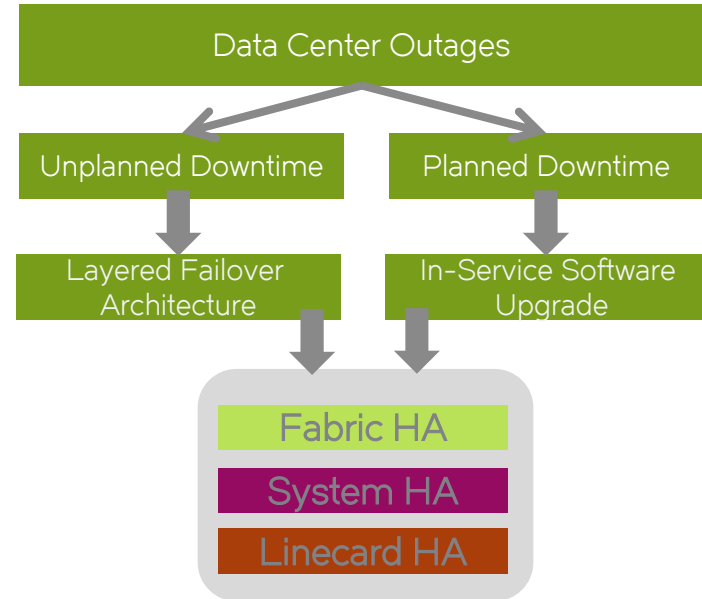 Data Center Outages
Unplanned Downtime
Planned Downtime
Layered Failover
Architecture
In-Service Software
Upgrade
Fabric HA
System HA
Linecard HA